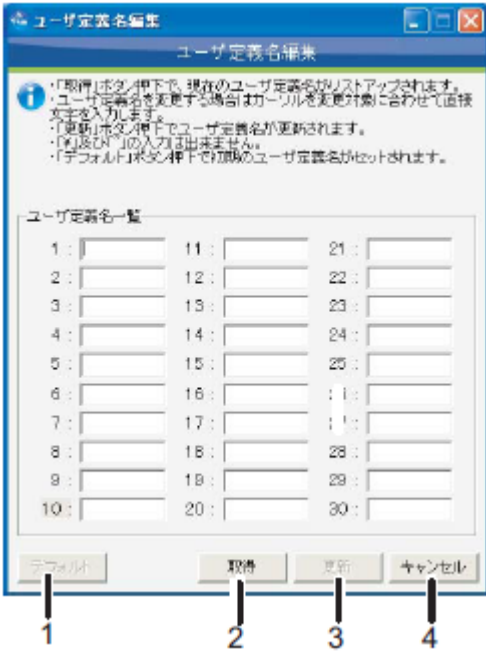 ユーザ定義名編集
ユーザ定義名編集
・「取得」ボタン押下で、現在のユーザ定義名がリストアップされます。
・ユーザ定義名を変更する場合はカーソルを変更対象に合わせて直接
文字を入力します。
・「更新」ボタン押下でユーザ定義名が更新されます。
・「¥」及び「"」の入力は出来ません。
・「デフォルト」ボタン押下で初期のユーザ定義名がセットされます。
ユーザ定義名一覧
1 : 11 : 21 :
2 : 12 : 22 :
3 : 13 : 23 :
4 : 14 : 24 :
5 : 15 : 25 :
6 : 16 :
7 : 17 :
8 : 18 : 28 :
9 : 19 : 29 :
10 : 20 : 30 :
デフォルト 取得 更新 キャンセル
1 2 3 4